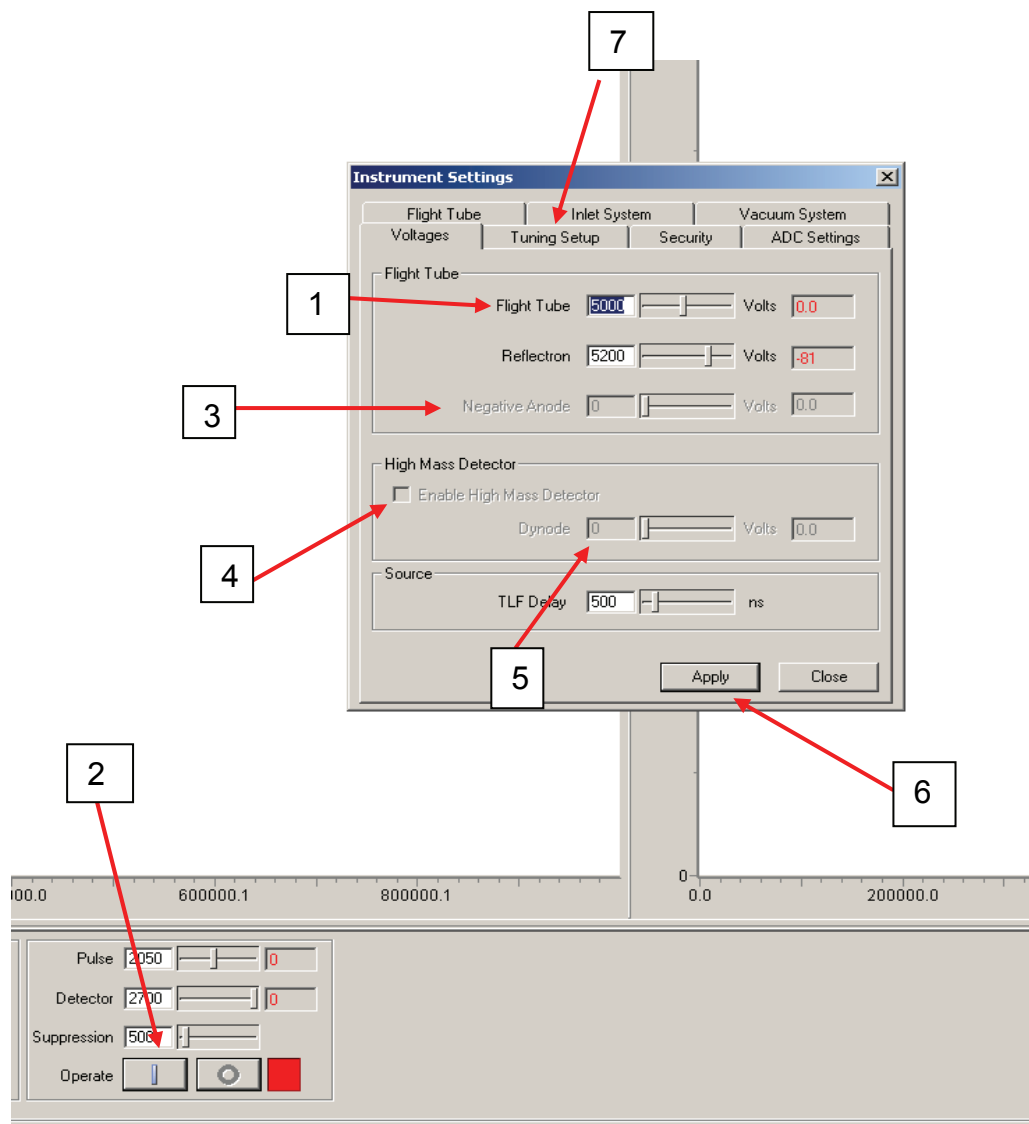 7
Instrument Settings
Flight Tube Inlet System Vacuum System
Voltages Tuning Setup Security ADC Settings
Flight Tube
1
Flight Tube 5000 Volts 0.0
Reflectron 5200 Volts -81
3
Negative Anode 0 Volts 0.0
High Mass Detector
Enable High Mass Detector
Dynode 0 Volts 0.0
4
Source
TLF Delay 500 ns
5
Apply Close
2
6
000.0 600000.1 800000.1
0
0.0 200000.0
Pulse 2050 0
Detector 2700 0
Suppression 500
Operate